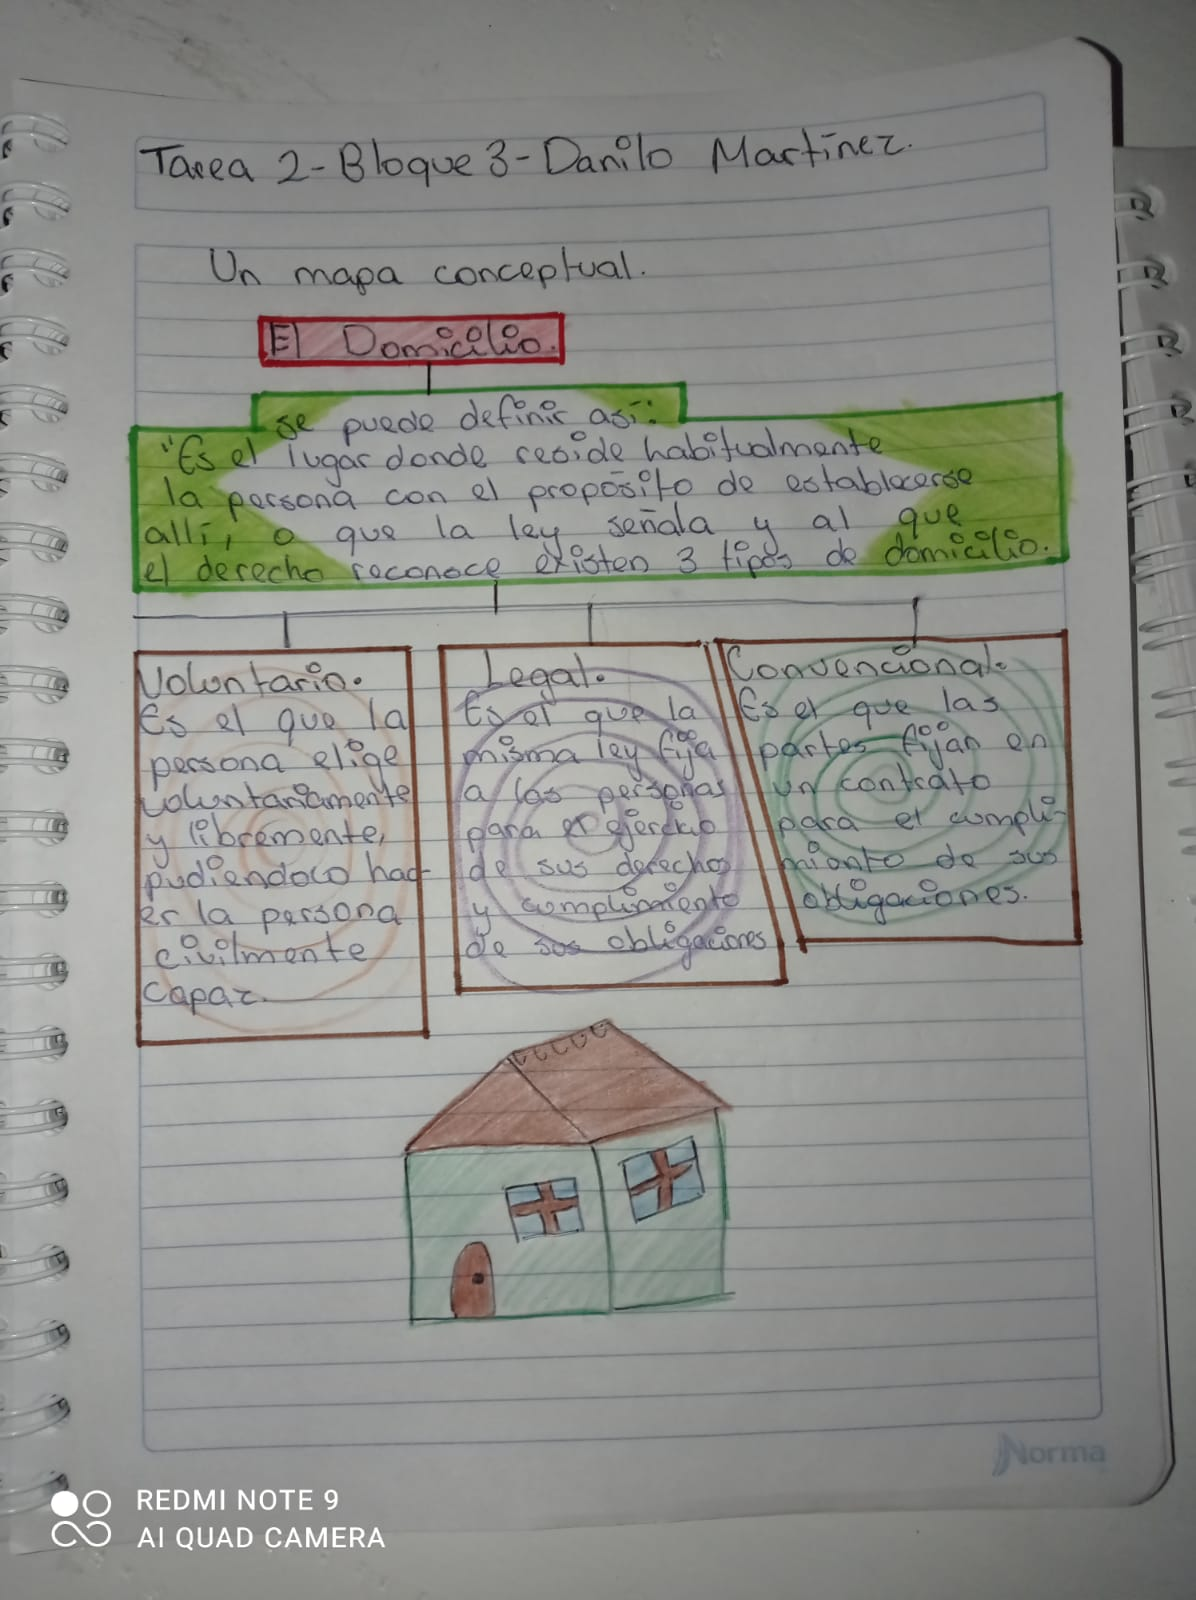 Tarea 2-Bloque 3-Danilo Martínez.
Un mapa conceptual.
El Domicilio.
se puede definir así:
"Es el lugar donde reside habitualmente
la persona con el propósito de establecerse
allí, o que la ley señala y al que
el derecho reconoce existen 3 tipos de domicilio.
Voluntario.
Es el que la
persona elige
voluntariamente
y libremente,
pudiendolo hac-
er la persona
civilmente
capaz.
Legal.
Es el que la
misma ley fija
a las personas
para el ejercicio
de sus derechos
y cumplimiento
de sus obligaciones
Convencional.
Es el que las
partes fijan en
un contrato
para el cumpli-
miento de sus
obligaciones.
Norma
REDMI NOTE 9
AI QUAD CAMERA